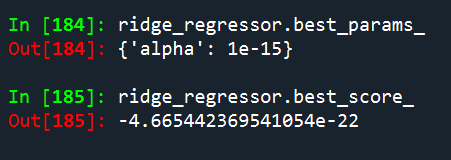 In [184]: ridge_regressor.best_params_
Out[184]: {'alpha': 1e-15}
In [185]: ridge_regressor.best_score_
Out[185]: -4.665442369541054e-22